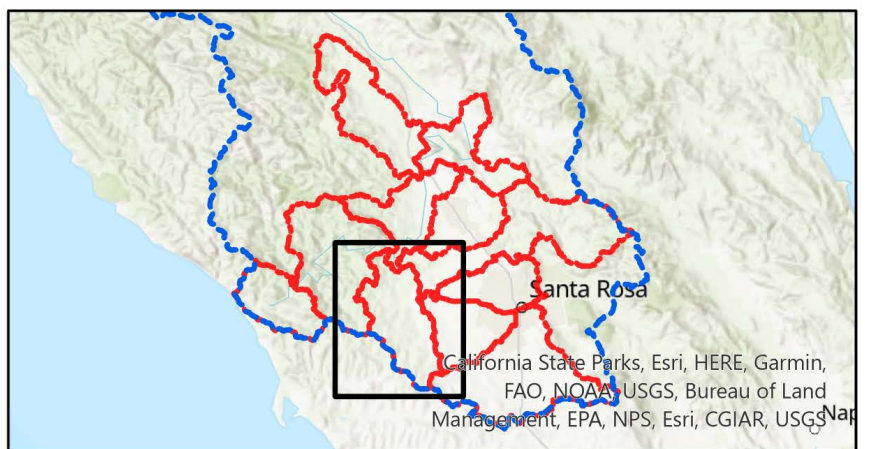 Santa Rosa
California State Parks, Esri, HERE, Garmin,
FAO, NOAA, USGS, Bureau of Land
Management, EPA, NPS, Esri, CGIAR, USGS
Nap